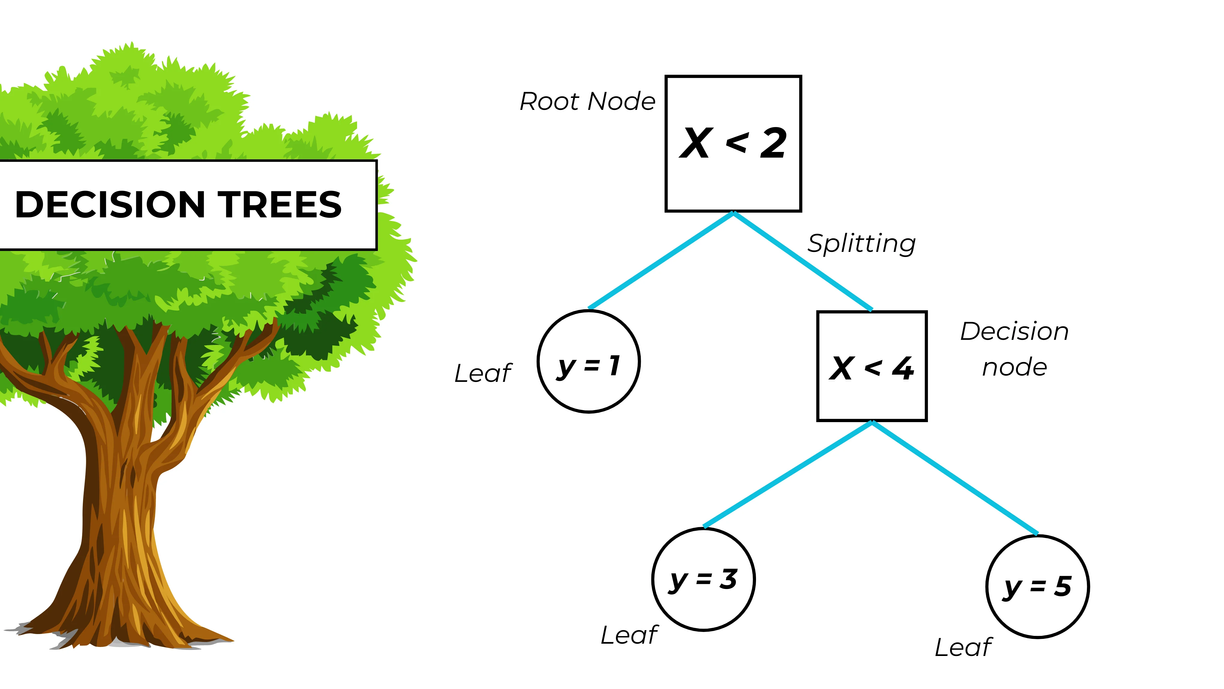 DECISION TREES
Root Node
X < 2
Splitting
Leaf
y = 1
X < 4
Decision
node
y = 3
Leaf
y = 5
Leaf